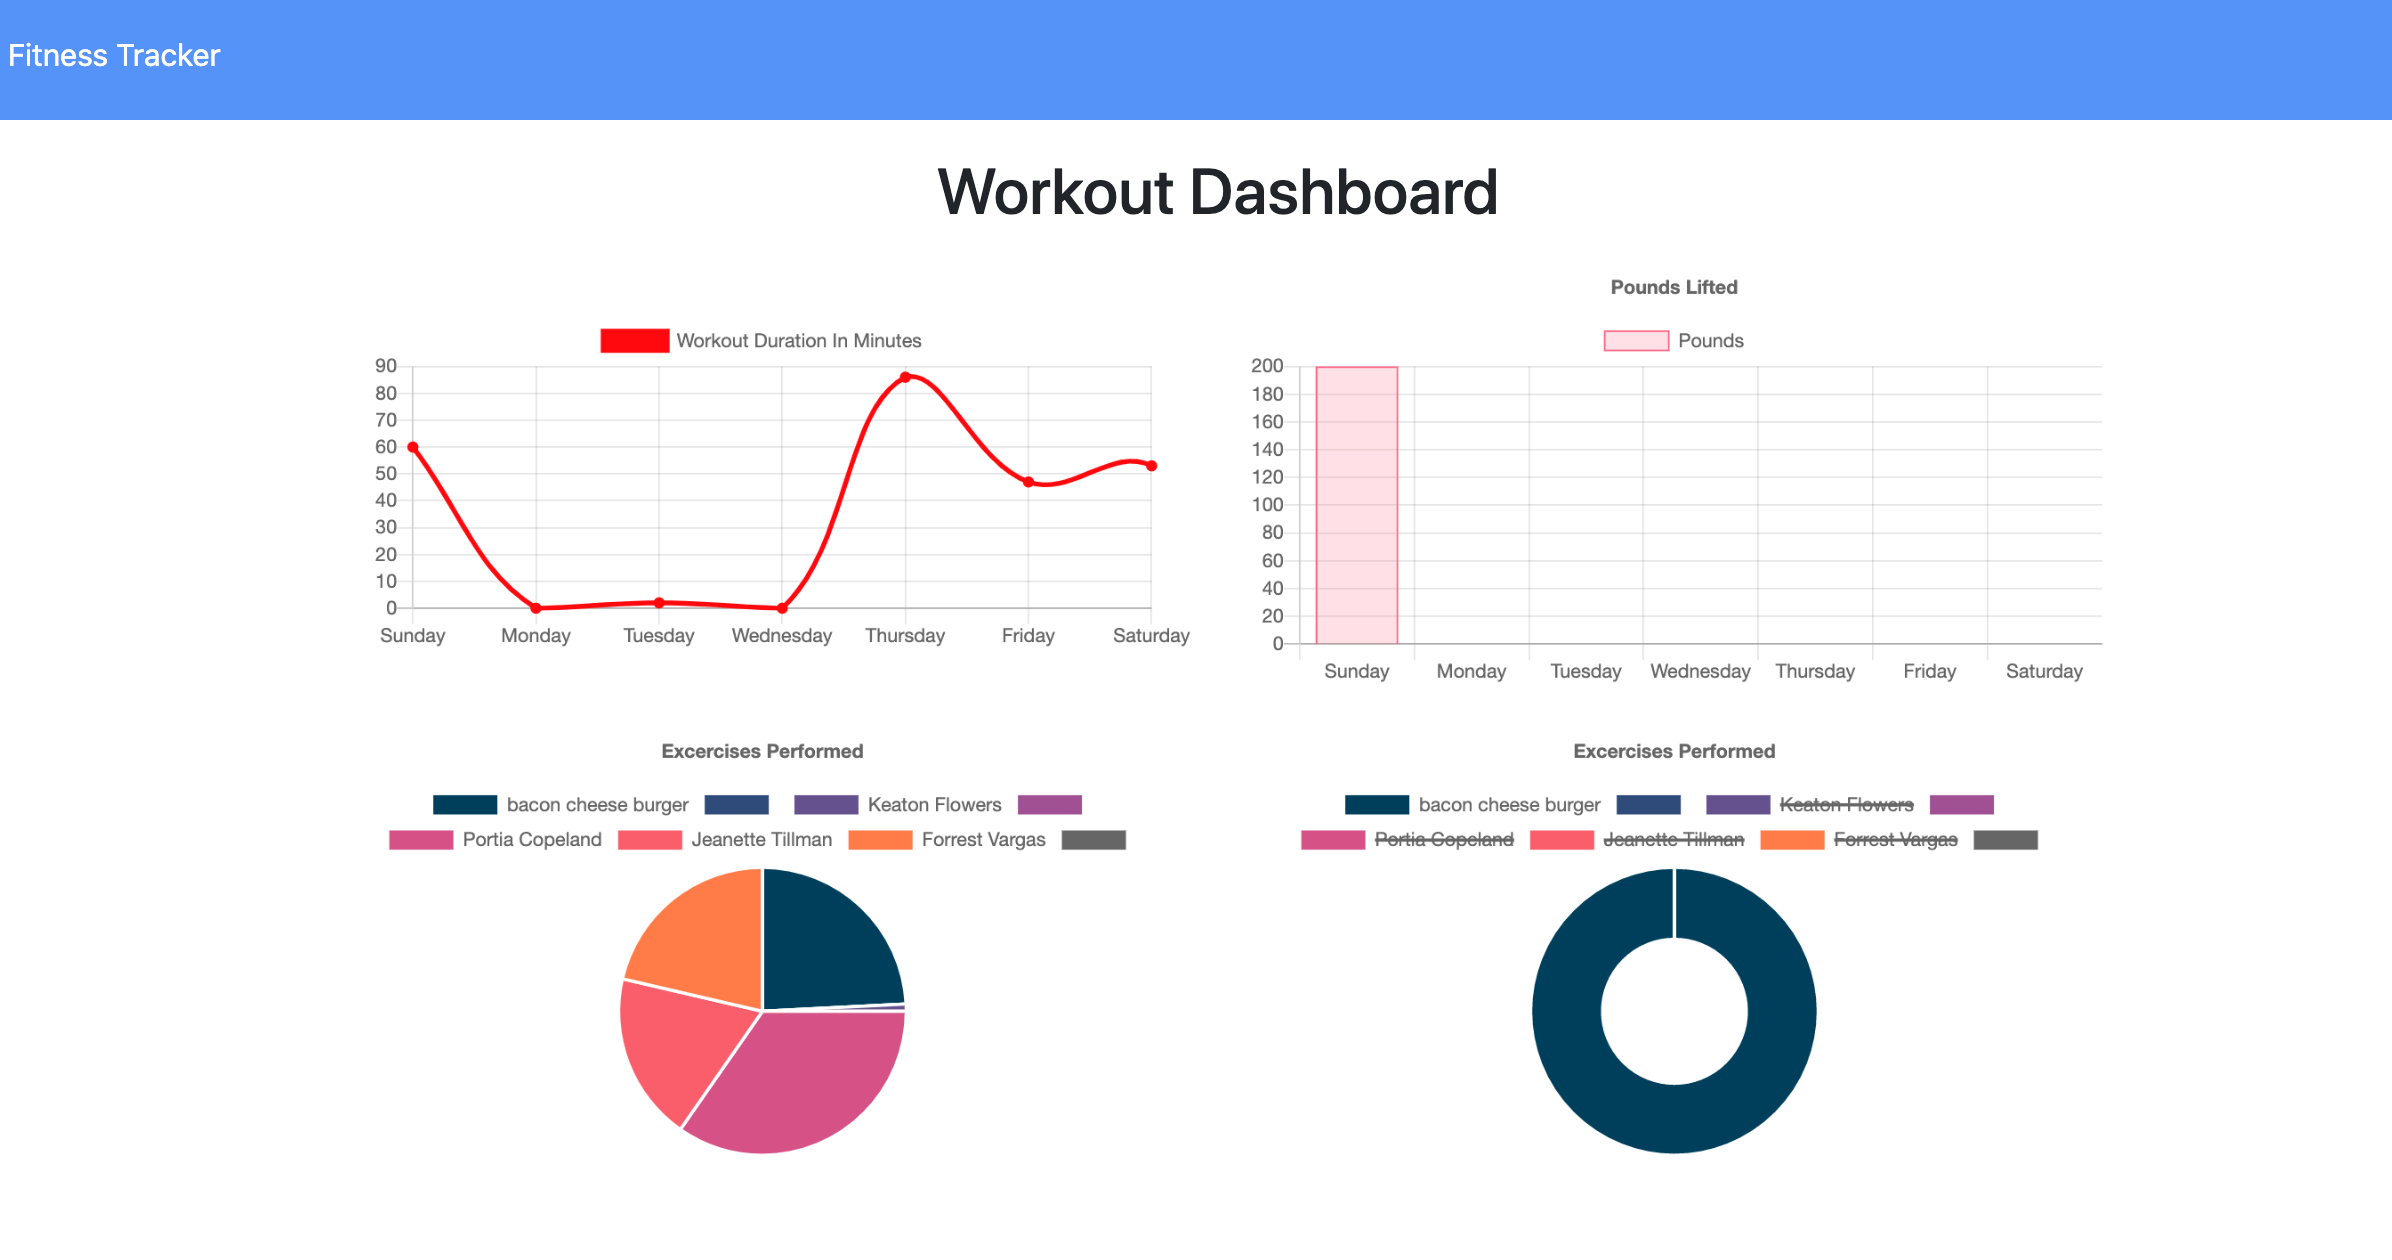 Fitness Tracker
Workout Dashboard
Workout Duration In Minutes
90
80
70
60
50
40
30
20
10
0
Sunday Monday Tuesday Wednesday Thursday Friday Saturday
Pounds Lifted
Pounds
200
180
160
140
120
100
80
60
40
20
0
Sunday Monday Tuesday Wednesday Thursday Friday Saturday
Excercises Performed
bacon cheese burger Keaton Flowers
Portia Copeland Jeanette Tillman Forrest Vargas
Excercises Performed
bacon cheese burger Keaton Flowers
Portia Copeland Jeanette Tillman Forrest Vargas